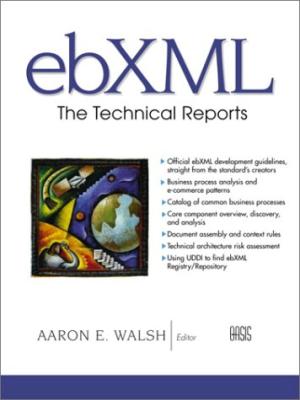 ebXML
The Technical Reports
Official ebXML development guidelines,
straight from the standard's creators
Business process analysis and
e-commerce patterns
Catalog of common business processes
Core component overview, discovery,
and analysis
Document assembly and context rules
Technical architecture risk assessment
Using UDDI to find ebXML
Registry/Repository
AARON E. WALSH Editor
OASIS